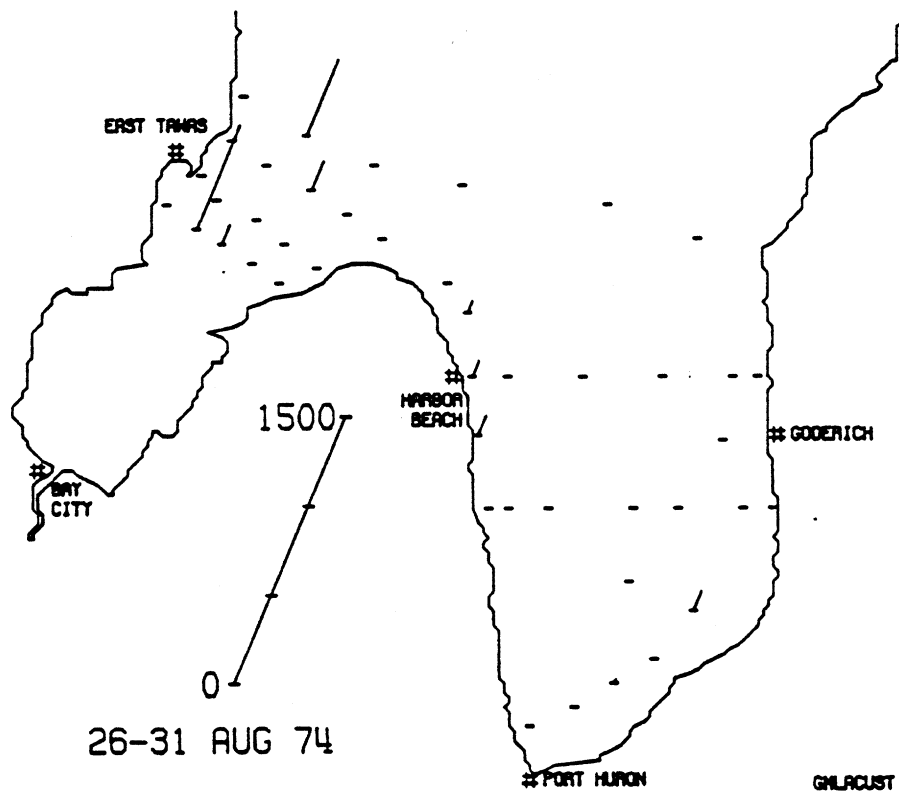 EAST TAWAS
HARBOR
BEACH
1500
GODERICH
BAY
CITY
0
26-31 AUG 74
PORT HURON
GMLACUST